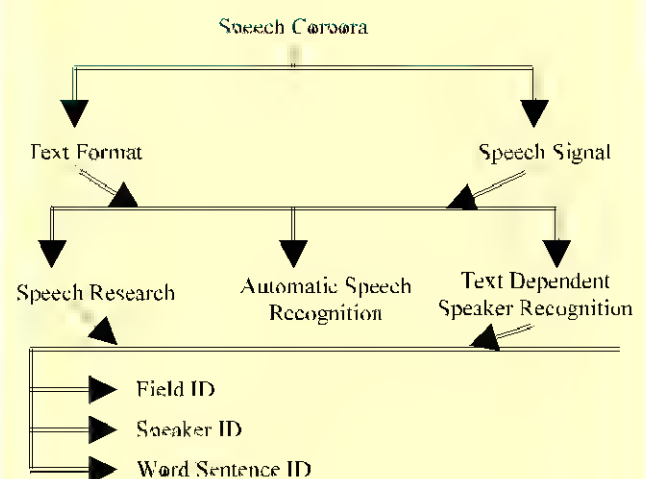 Speech Corpora
Text Format
Speech Signal
Speech Research
Automatic Speech
Recognition
Text Dependent
Speaker Recognition
Field ID
Speaker ID
Word Sentence ID